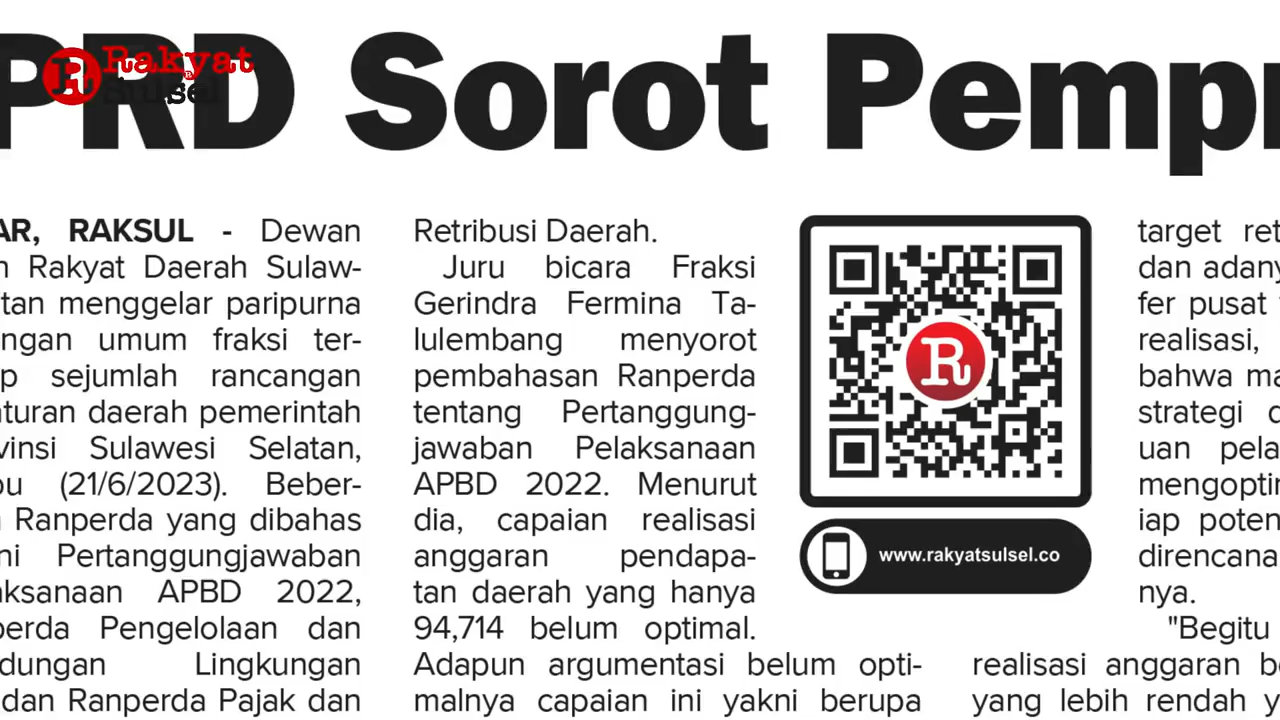 PRD Sorot Pempr
Rakyat
Sulsel
AR, RAKSUL - Dewan
n Rakyat Daerah Sulaw-
tan menggelar paripurna
ngan umum fraksi ter-
p sejumlah rancangan
aturan daerah pemerintah
vinsi Sulawesi Selatan,
bu (21/6/2023). Beber-
Ranperda yang dibahas
ni Pertanggungjawaban
aksanaan APBD 2022,
perda Pengelolaan dan
dungan Lingkungan
dan Ranperda Pajak dan
Retribusi Daerah.
Juru bicara Fraksi
Gerindra Fermina Ta-
lulembang menyorot
pembahasan Ranperda
tentang Pertanggung-
jawaban Pelaksanaan
APBD 2022. Menurut
dia, capaian realisasi
anggaran pendapa-
tan daerah yang hanya
94,714 belum optimal.
Adapun argumentasi belum opti-
malnya capaian ini yakni berupa
R
www.rakyatsulsel.co
target ret
dan adany
fer pusat
realisasi,
bahwa ma
strategi
uan pela
mengoptim
iap poten
direncana
nya.
"Begitu
realisasi anggaran be
yang lebih rendah y